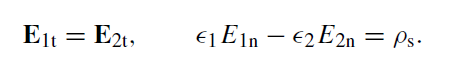 E₁t = E₂t, ϵ₁E₁n − ϵ₂E₂n = ρs.